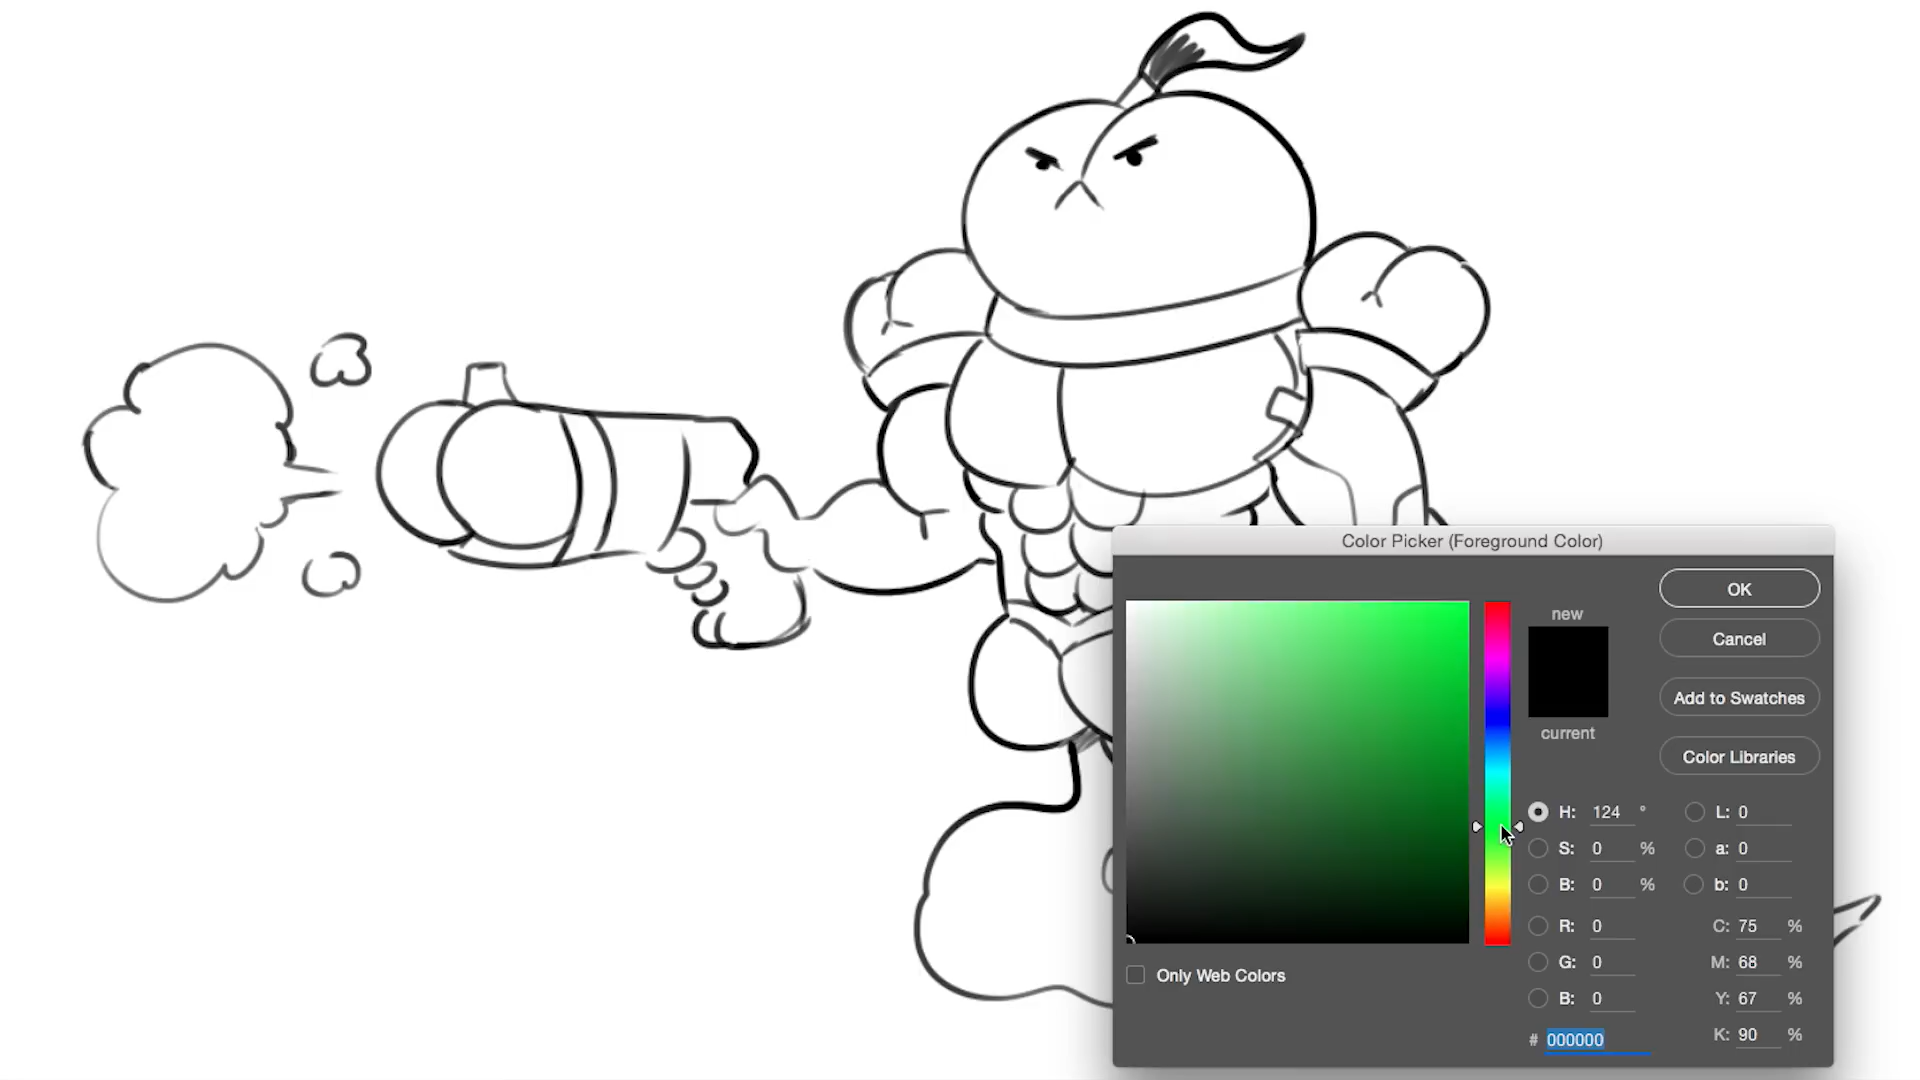 Color Picker (Foreground Color)
OK
new
Cancel
Add to Swatches
current
Color Libraries
H: 124 °
L: 0
S: 0 %
a: 0
B: 0 %
b: 0
R: 0
C: 75 %
G: 0
M: 68 %
Only Web Colors
B: 0
Y: 67 %
# 000000
K: 90 %